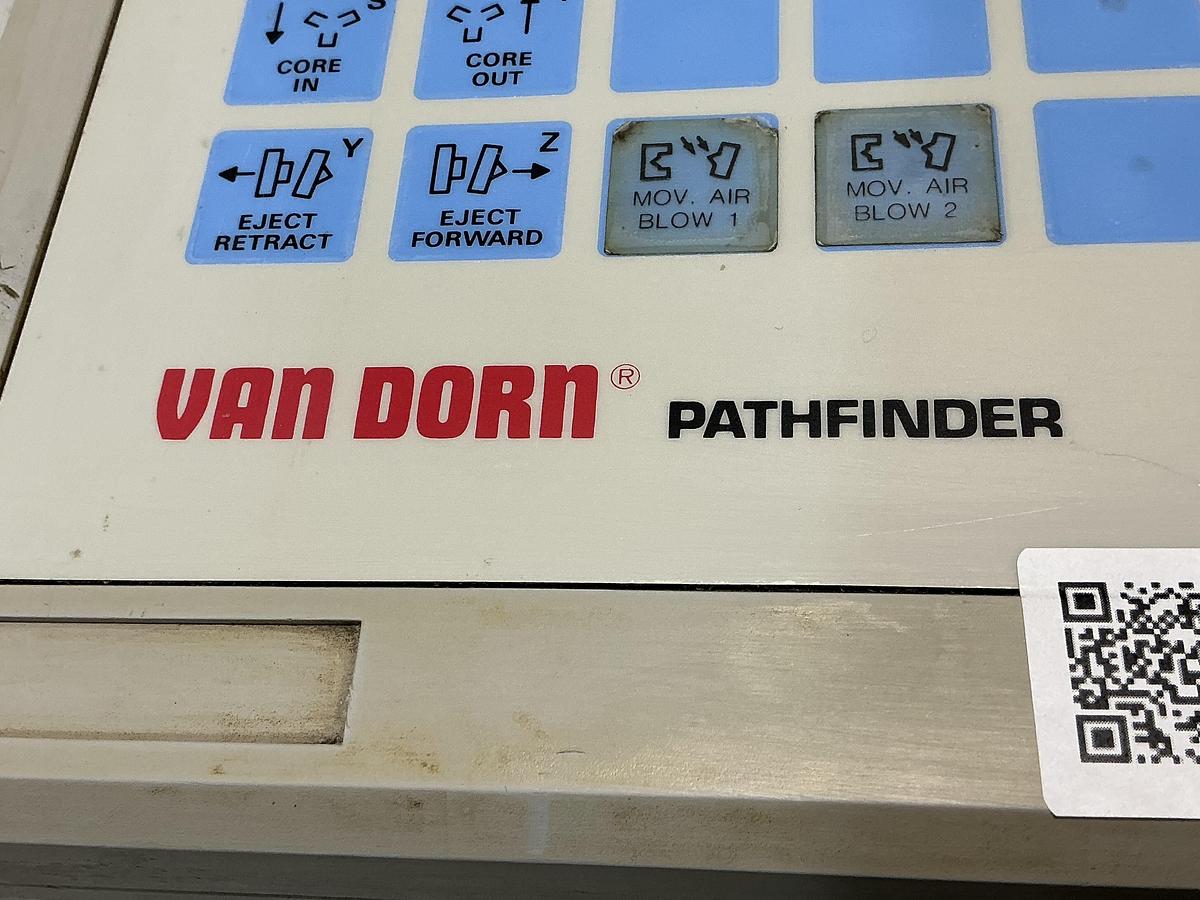 S
CORE
IN
CORE
OUT
Y
EJECT
RETRACT
Z
EJECT
FORWARD
MOV. AIR
BLOW 1
MOV. AIR
BLOW 2
VAN DORN®
PATHFINDER